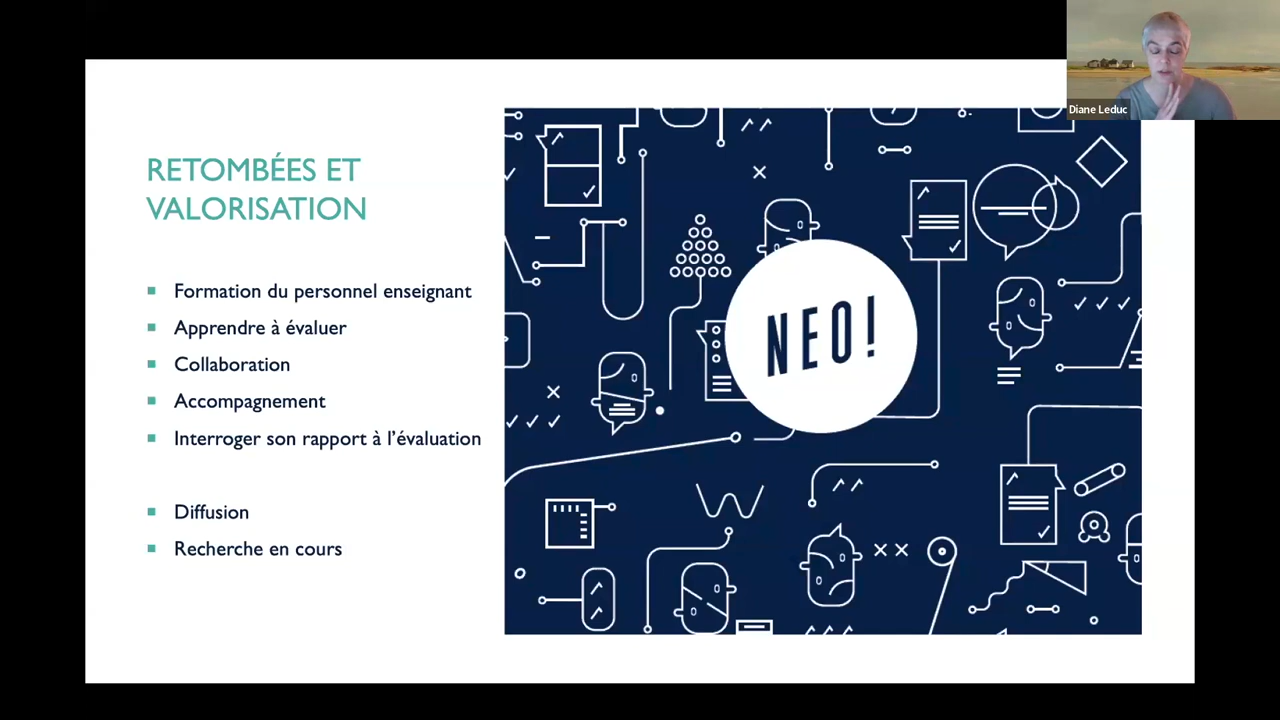 Diane Leduc
RETOMBÉES ET
VALORISATION
Formation du personnel enseignant
Apprendre à évaluer
Collaboration
Accompagnement
Interroger son rapport à l’évaluation
Diffusion
Recherche en cours
NEO!